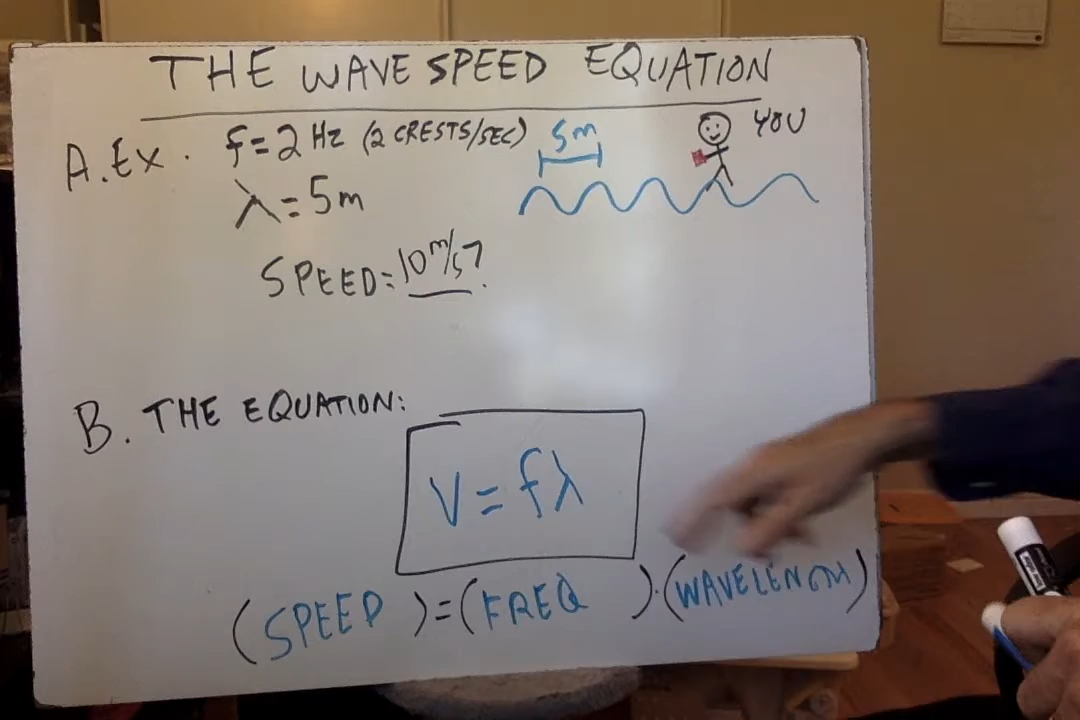 THE WAVE SPEED EQUATION
A. EX. f = 2 Hz (2 CRESTS/SEC) 5m YOU
λ = 5m
SPEED = 10 m/s?
B. THE EQUATION:
V = fλ
(SPEED) = (FREQ) · (WAVELENGTH)